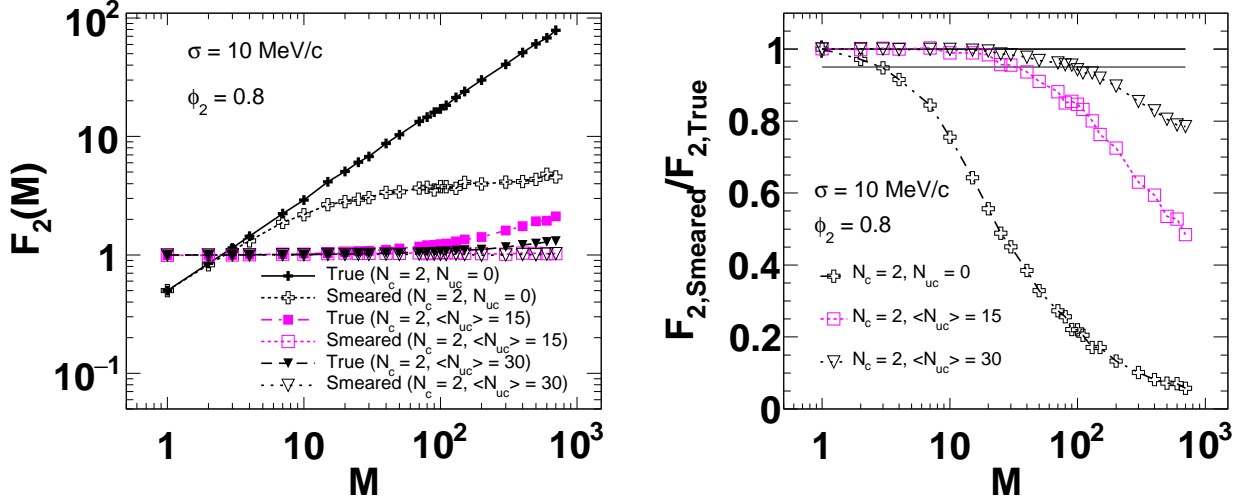 σ = 10 MeV/c
ϕ₂ = 0.8
F₂(M)
10²
10
1
10⁻¹
True (N_c = 2, N_uc = 0)
Smeared (N_c = 2, N_uc = 0)
True (N_c = 2, <N_uc> = 15)
Smeared (N_c = 2, <N_uc> = 15)
True (N_c = 2, <N_uc> = 30)
Smeared (N_c = 2, <N_uc> = 30)
1 10 10² 10³
M
F_2,Smeared/F_2,True
1
0.8
0.6
0.4
0.2
0
σ = 10 MeV/c
ϕ₂ = 0.8
N_c = 2, N_uc = 0
N_c = 2, <N_uc> = 15
N_c = 2, <N_uc> = 30
1 10 10² 10³
M